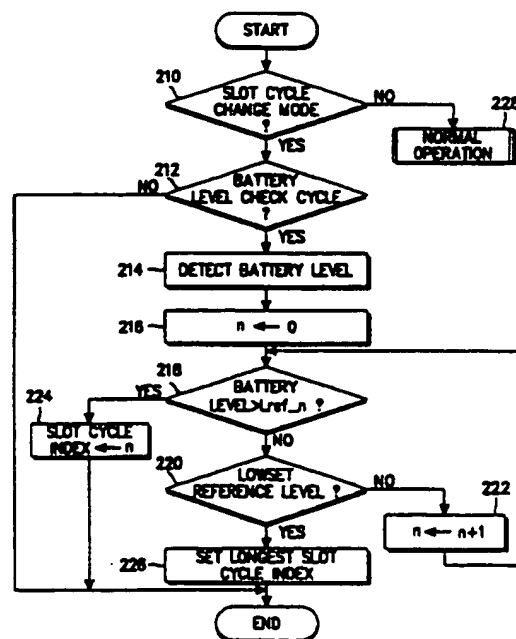 START
210
SLOT CYCLE
CHANGE MODE
?
NO
228
NORMAL
OPERATION
YES
212
NO
BATTERY
LEVEL CHECK CYCLE
?
YES
214
DETECT BATTERY LEVEL
216
n ← 0
218
YES
BATTERY
LEVEL>Lref_n ?
224
SLOT CYCLE
INDEX ← n
NO
220
LOWSET
REFERENCE LEVEL ?
NO
222
n ← n+1
YES
226
SET LONGEST SLOT
CYCLE INDEX
END